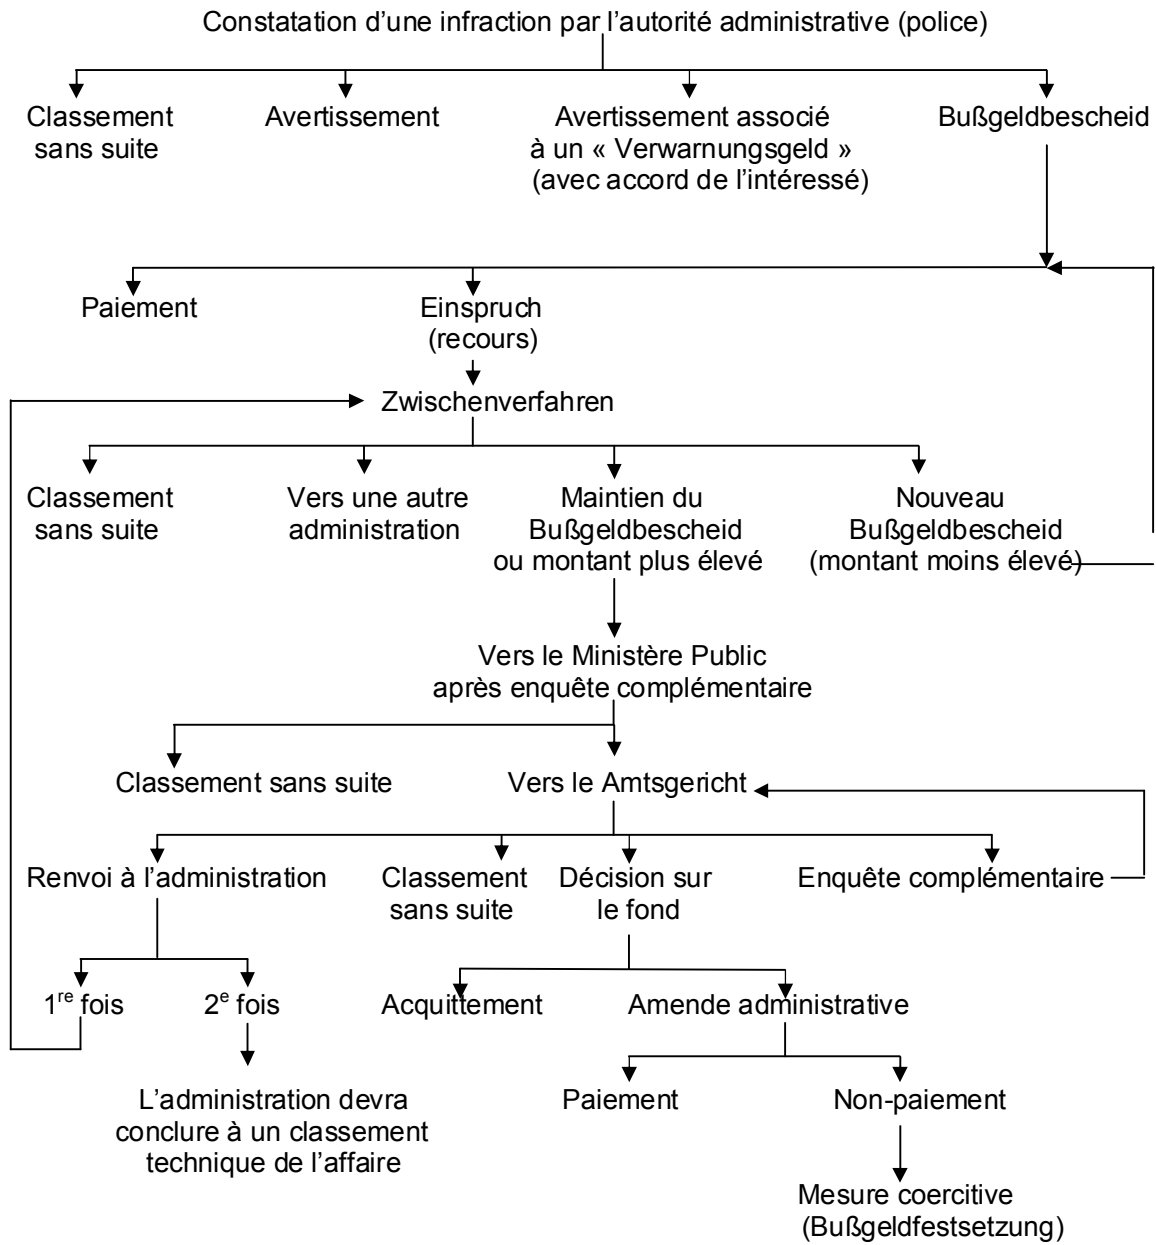 Constatation d’une infraction par l’autorité administrative (police)
Classement
sans suite
Avertissement
Avertissement associé
à un « Verwarnungsgeld »
(avec accord de l’intéressé)
Bußgeldbescheid
Paiement
Einspruch
(recours)
Zwischenverfahren
Classement
sans suite
Vers une autre
administration
Maintien du
Bußgeldbescheid
ou montant plus élevé
Nouveau
Bußgeldbescheid
(montant moins élevé)
Vers le Ministère Public
après enquête complémentaire
Classement sans suite
Vers le Amtsgericht
Renvoi à l’administration
Classement
sans suite
Décision sur
le fond
Enquête complémentaire
1re fois
2e fois
Acquittement
Amende administrative
L’administration devra
conclure à un classement
technique de l’affaire
Paiement
Non-paiement
Mesure coercitive
(Bußgeldfestsetzung)